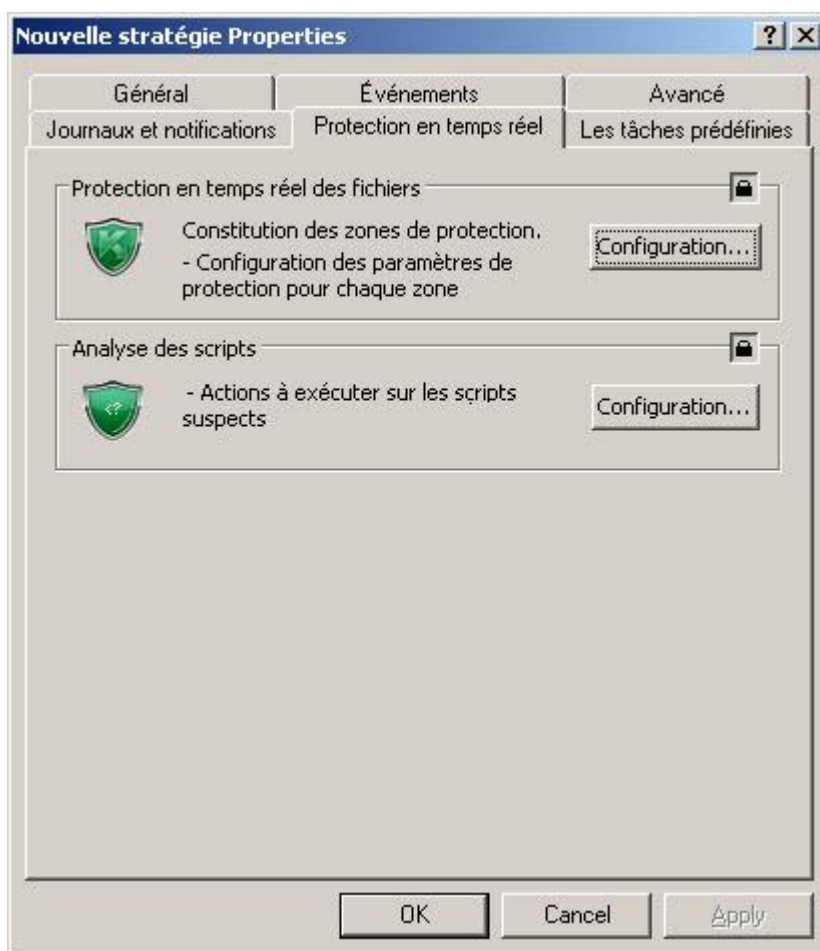 Nouvelle stratégie Properties
Général Événements Avancé
Journaux et notifications Protection en temps réel Les tâches prédéfinies
Protection en temps réel des fichiers
Constitution des zones de protection.
- Configuration des paramètres de
protection pour chaque zone
Configuration...
Analyse des scripts
- Actions à exécuter sur les scripts
suspects
Configuration...
OK Cancel Apply